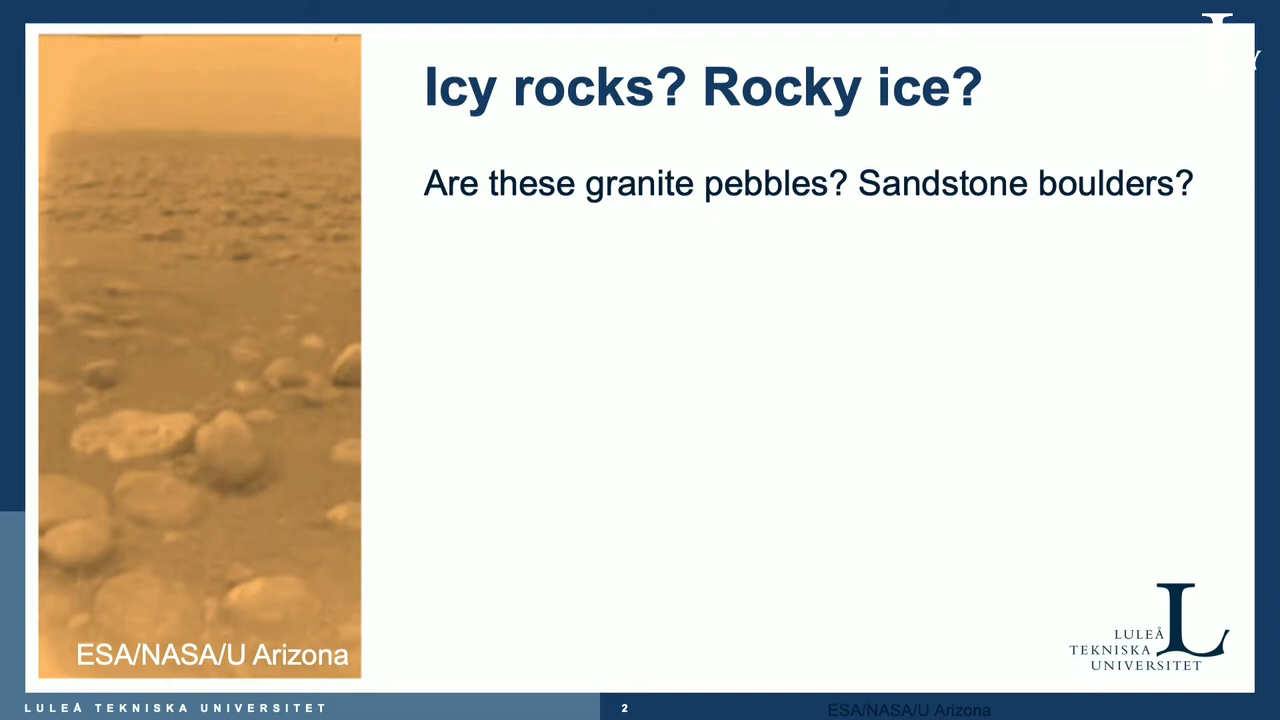 Icy rocks? Rocky ice?
Are these granite pebbles? Sandstone boulders?
ESA/NASA/U Arizona
LULEÅ
TEKNISKA
UNIVERSITET
L
LULEÅ TEKNISKA UNIVERSITET
2
ESA/NASA/U Arizona